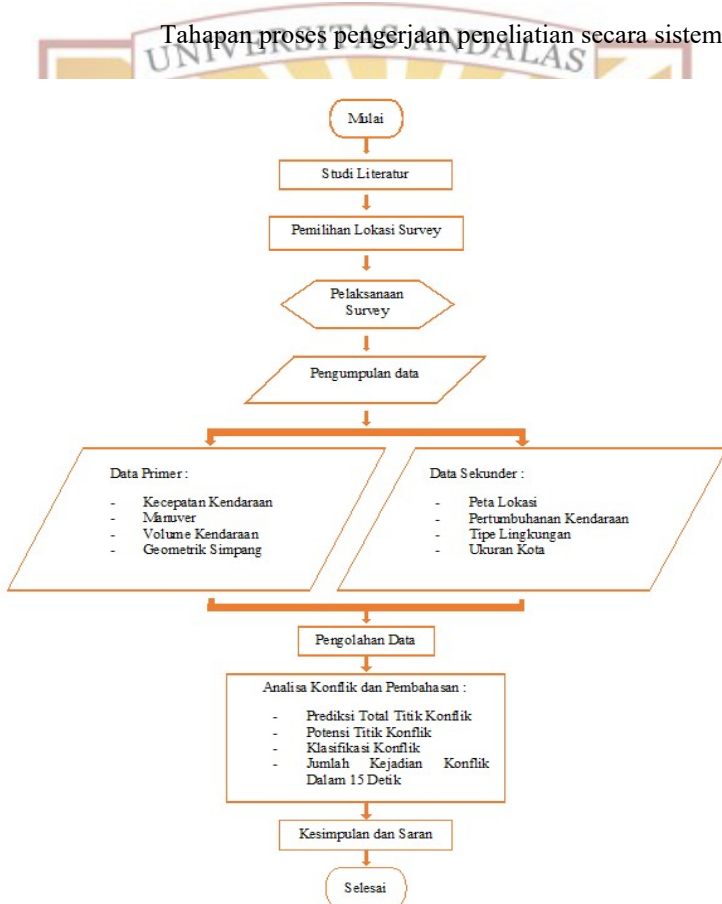 Tahapan proses pengerjaan peneliatian secara sistem
UNIVERSITAS ANDALAS
Mulai
Studi Literatur
Pemilihan Lokasi Survey
Pelaksanaan
Survey
Pengumpulan data
Data Primer :
- Kecepatan Kendaraan
- Manuver
- Volume Kendaraan
- Geometrik Simpang
Data Sekunder :
- Peta Lokasi
- Pertumbuhanan Kendaraan
- Tipe Lingkungan
- Ukuran Kota
Pengolahan Data
Analisa Konflik dan Pembahasan :
- Prediksi Total Titik Konflik
- Potensi Titik Konflik
- Klasifikasi Konflik
- Jumlah Kejadian Konflik
Dalam 15 Detik
Kesimpulan dan Saran
Selesai